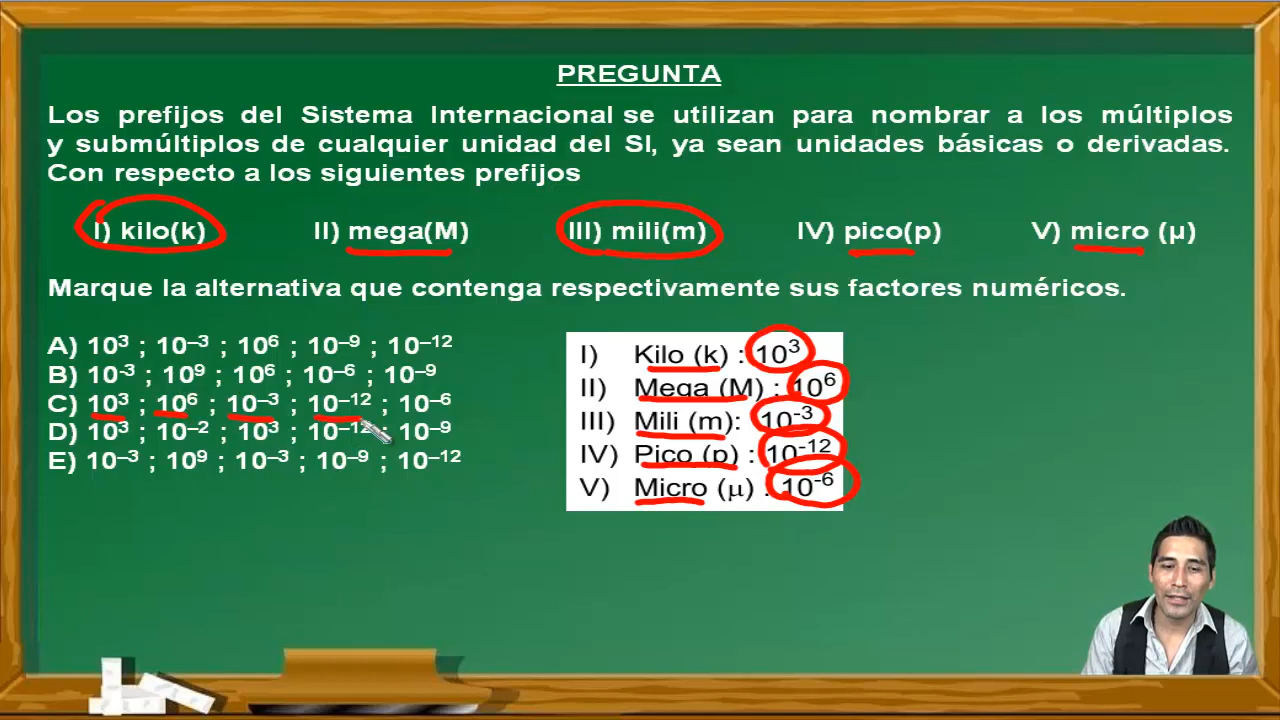 PREGUNTA
Los prefijos del Sistema Internacional se utilizan para nombrar a los múltiplos
y submúltiplos de cualquier unidad del SI, ya sean unidades básicas o derivadas.
Con respecto a los siguientes prefijos
I) kilo(k) II) mega(M) III) mili(m) IV) pico(p) V) micro (µ)
Marque la alternativa que contenga respectivamente sus factores numéricos.
A) 10³ ; 10⁻³ ; 10⁶ ; 10⁻⁹ ; 10⁻¹²
B) 10⁻³ ; 10⁹ ; 10⁶ ; 10⁻⁶ ; 10⁻⁹
C) 10³ ; 10⁶ ; 10⁻³ ; 10⁻¹² ; 10⁻⁶
D) 10³ ; 10⁻² ; 10³ ; 10⁻¹² ; 10⁻⁹
E) 10⁻³ ; 10⁹ ; 10⁻³ ; 10⁻⁹ ; 10⁻¹²
I) Kilo (k) : 10³
II) Mega (M) : 10⁶
III) Mili (m): 10⁻³
IV) Pico (p) : 10⁻¹²
V) Micro (µ) : 10⁻⁶